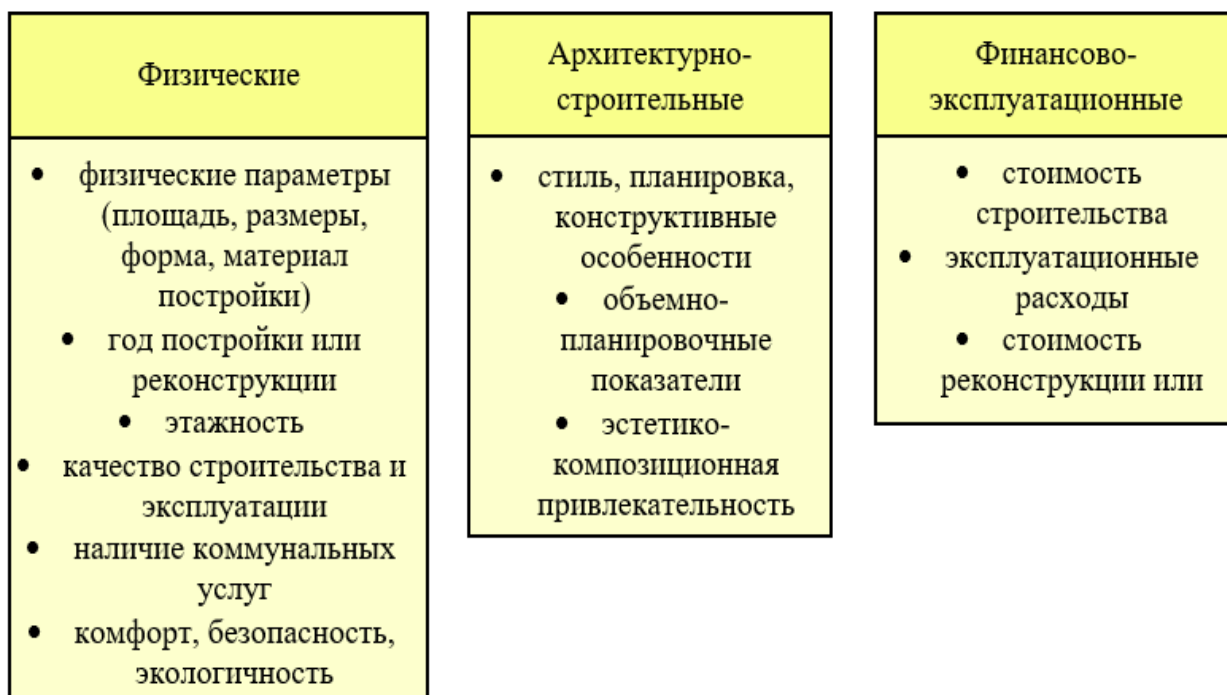 Физические
• физические параметры
(площадь, размеры,
форма, материал
постройки)
• год постройки или
реконструкции
• этажность
• качество строительства и
эксплуатации
• наличие коммунальных
услуг
• комфорт, безопасность,
экологичность
Архитектурно-
строительные
• стиль, планировка,
конструктивные
особенности
• объемно-
планировочные
показатели
• эстетико-
композиционная
привлекательность
Финансово-
эксплуатационные
• стоимость
строительства
• эксплуатационные
расходы
• стоимость
реконструкции или